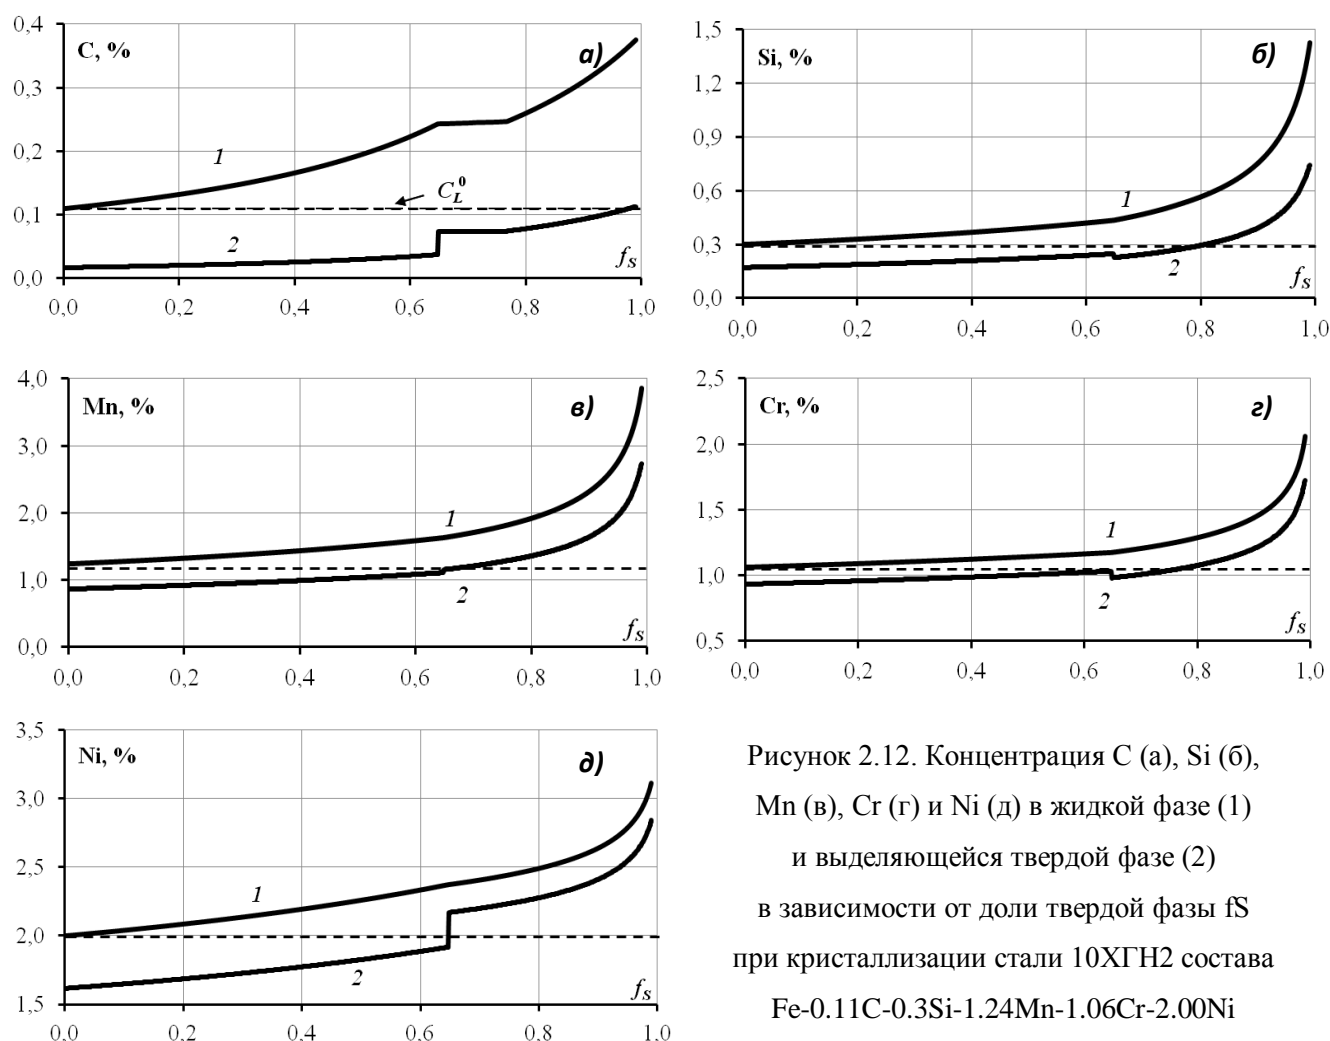 0,4
C, %
а)
0,3
0,2
1
C_L^0
0,1
2
f_S
0,0
0,0 0,2 0,4 0,6 0,8 1,0
1,5
Si, %
б)
1,2
0,9
0,6
1
0,3
2
f_S
0,0
0,0 0,2 0,4 0,6 0,8 1,0
4,0
Mn, %
в)
3,0
2,0
1
1,0
2
f_S
0,0
0,0 0,2 0,4 0,6 0,8 1,0
2,5
Cr, %
г)
2,0
1,5
1
1,0
2
f_S
0,5
0,0 0,2 0,4 0,6 0,8 1,0
3,5
Ni, %
д)
3,0
2,5
1
2,0
2
f_S
1,5
0,0 0,2 0,4 0,6 0,8 1,0
Рисунок 2.12. Концентрация C (а), Si (б),
Mn (в), Cr (г) и Ni (д) в жидкой фазе (1)
и выделяющейся твердой фазе (2)
в зависимости от доли твердой фазы fS
при кристаллизации стали 10ХГН2 состава
Fe-0.11C-0.3Si-1.24Mn-1.06Cr-2.00Ni